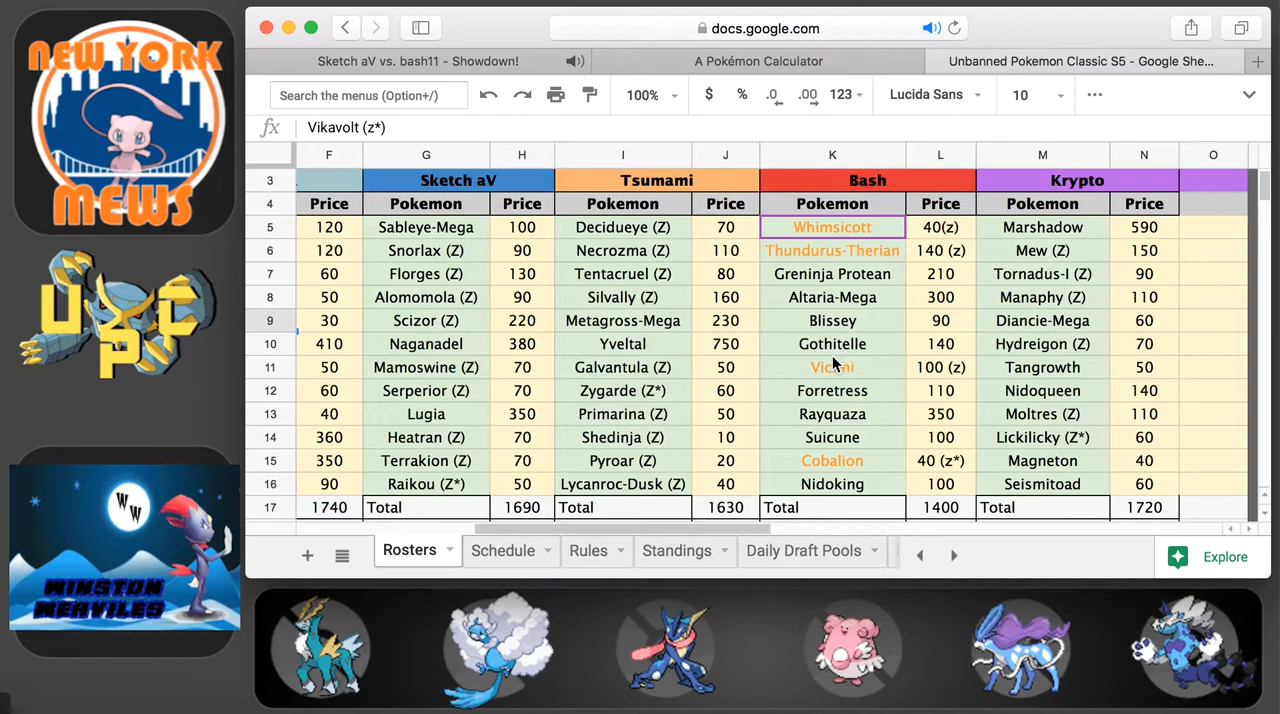 NEW YORK
MEWS
UPC
WW
WINSTON
WEAVILES
docs.google.com
Sketch aV vs. bash11 - Showdown!
A Pokémon Calculator
Unbanned Pokemon Classic S5 - Google She...
Search the menus (Option+/)
100%
$ % .0 .00 123
Lucida Sans
10
fx Vikavolt (z*)
F G H I J K L M N O
3 Sketch aV Tsumami Bash Krypto
4 Price Pokemon Price Pokemon Price Pokemon Price Pokemon Price
5 120 Sableye-Mega 100 Decidueye (Z) 70 Whimsicott 40(z) Marshadow 590
6 120 Snorlax (Z) 90 Necrozma (Z) 110 Thundurus-Therian 140 (z) Mew (Z) 150
7 60 Florges (Z) 130 Tentacruel (Z) 80 Greninja Protean 210 Tornadus-I (Z) 90
8 50 Alomomola (Z) 90 Silvally (Z) 160 Altaria-Mega 300 Manaphy (Z) 110
9 30 Scizor (Z) 220 Metagross-Mega 230 Blissey 90 Diancie-Mega 60
10 410 Naganadel 380 Yveltal 750 Gothitelle 140 Hydreigon (Z) 70
11 50 Mamoswine (Z) 70 Galvantula (Z) 50 100 (z) Tangrowth 50
12 60 Serperior (Z) 70 Zygarde (Z*) 60 Forretress 110 Nidoqueen 140
13 40 Lugia 350 Primarina (Z) 50 Rayquaza 350 Moltres (Z) 110
14 360 Heatran (Z) 70 Shedinja (Z) 10 Suicune 100 Lickilicky (Z*) 60
15 350 Terrakion (Z) 70 Pyroar (Z) 20 Cobalion 40 (z*) Magneton 40
16 90 Raikou (Z*) 50 Lycanroc-Dusk (Z) 40 Nidoking 100 Seismitoad 60
17 1740 Total 1690 Total 1630 Total 1400 Total 1720
Rosters Schedule Rules Standings Daily Draft Pools
Explore